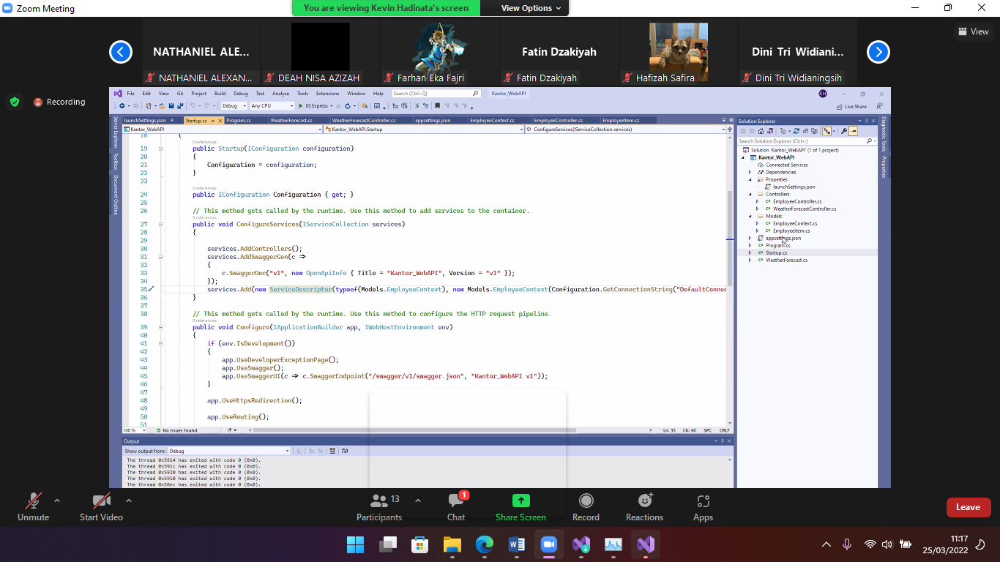 Zoom Meeting
You are viewing Kevin Hadinata's screen
View Options
View
NATHANIEL ALE...
Fatin Dzakiyah
Dini Tri Widiani...
NATHANIEL ALEXAN...
DEAH NISA AZIZAH
Farhan Eka Fajri
Fatin Dzakiyah
Hafizah Safira
Dini Tri Widianingsih
Recording
File Edit View Git Project Build Debug Test Analyze Tools Extensions Window Help Search (Ctrl+Q) Kantor_WebAPI KH
Debug Any CPU IIS Express Live Share
launchSettings.json Startup.cs Program.cs WeatherForecast.cs WeatherForecastController.cs appsettings.json EmployeeContext.cs EmployeeController.cs EmployeeItem.cs
Kantor_WebAPI Kantor_WebAPI.Startup ConfigureServices(IServiceCollection services)
Server Explorer
Toolbox
Document Outline
18 {
0 references
19 public Startup(IConfiguration configuration)
20 {
21 Configuration = configuration;
22 }
23
2 references
24 public IConfiguration Configuration { get; }
25
26 // This method gets called by the runtime. Use this method to add services to the container.
0 references
27 public void ConfigureServices(IServiceCollection services)
28 {
29
30 services.AddControllers();
31 services.AddSwaggerGen(c =>
32 {
33 c.SwaggerDoc("v1", new OpenApiInfo { Title = "Kantor_WebAPI", Version = "v1" });
34 });
35 services.Add(new ServiceDescriptor(typeof(Models.EmployeeContext), new Models.EmployeeContext(Configuration.GetConnectionString("DefaultConnec
36 }
37
38 // This method gets called by the runtime. Use this method to configure the HTTP request pipeline.
0 references
39 public void Configure(IApplicationBuilder app, IWebHostEnvironment env)
40 {
41 if (env.IsDevelopment())
42 {
43 app.UseDeveloperExceptionPage();
44 app.UseSwagger();
45 app.UseSwaggerUI(c => c.SwaggerEndpoint("/swagger/v1/swagger.json", "Kantor_WebAPI v1"));
46 }
47
48 app.UseHttpsRedirection();
49
50 app.UseRouting();
51
100 % No issues found Ln: 35 Ch: 40 SPC CRLF
Output
Show output from: Debug
The thread 0x5914 has exited with code 0 (0x0).
The thread 0x591c has exited with code 0 (0x0).
The thread 0x5920 has exited with code 0 (0x0).
The thread 0x5910 has exited with code 0 (0x0).
The thread 0x58ec has exited with code 0 (0x0).
Solution Explorer
Search Solution Explorer (Ctrl+;)
Solution 'Kantor_WebAPI' (1 of 1 project)
Kantor_WebAPI
Connected Services
Dependencies
Properties
launchSettings.json
Controllers
EmployeeController.cs
WeatherForecastController.cs
Models
EmployeeContext.cs
EmployeeItem.cs
appsettings.json
Program.cs
Startup.cs
WeatherForecast.cs
Diagnostic Tools
Properties
Unmute
Start Video
Participants 13
Chat 1
Share Screen
Record
Reactions
Apps
Leave
11:17
25/03/2022